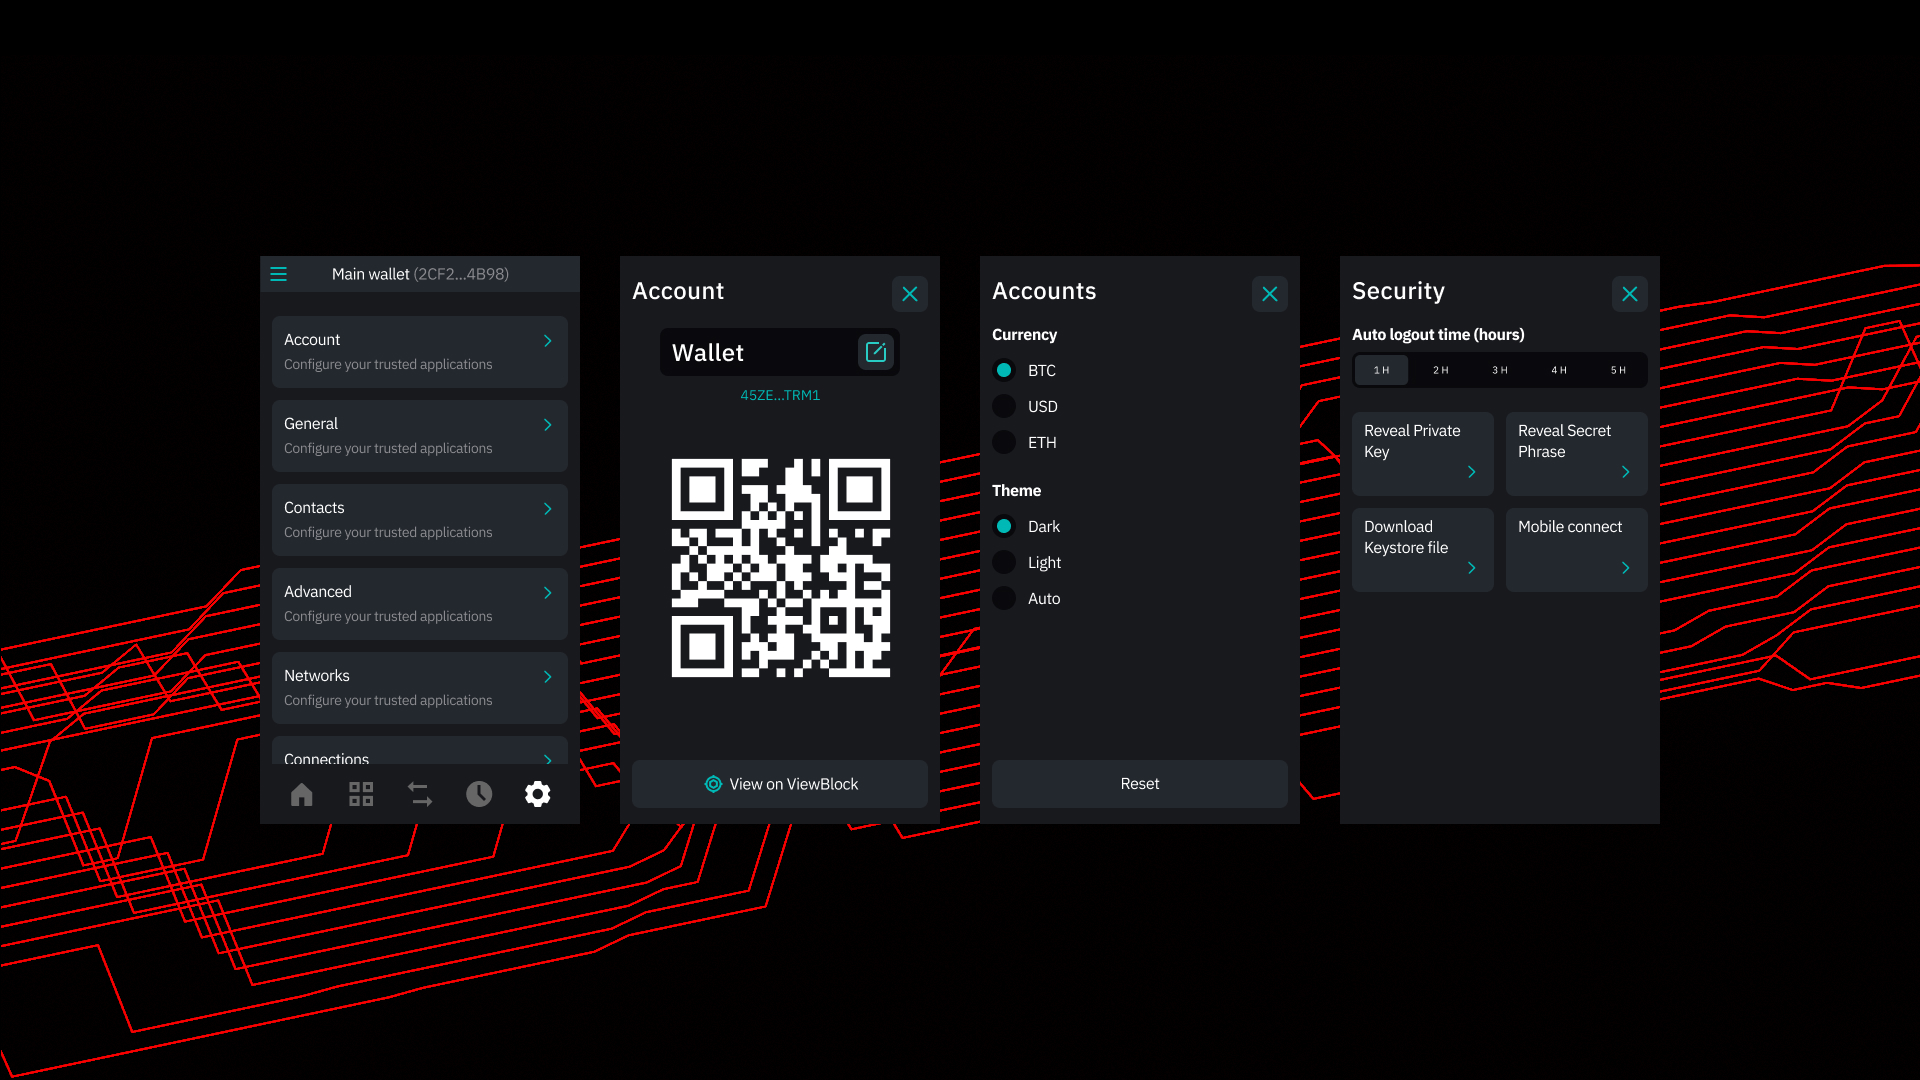 Main wallet (2CF2...4B98)
Account
Configure your trusted applications
General
Configure your trusted applications
Contacts
Configure your trusted applications
Advanced
Configure your trusted applications
Networks
Configure your trusted applications
Connections
Account
Wallet
45ZE...TRM1
View on ViewBlock
Accounts
Currency
BTC
USD
ETH
Theme
Dark
Light
Auto
Reset
Security
Auto logout time (hours)
1 H 2 H 3 H 4 H 5 H
Reveal Private
Key
Reveal Secret
Phrase
Download
Keystore file
Mobile connect